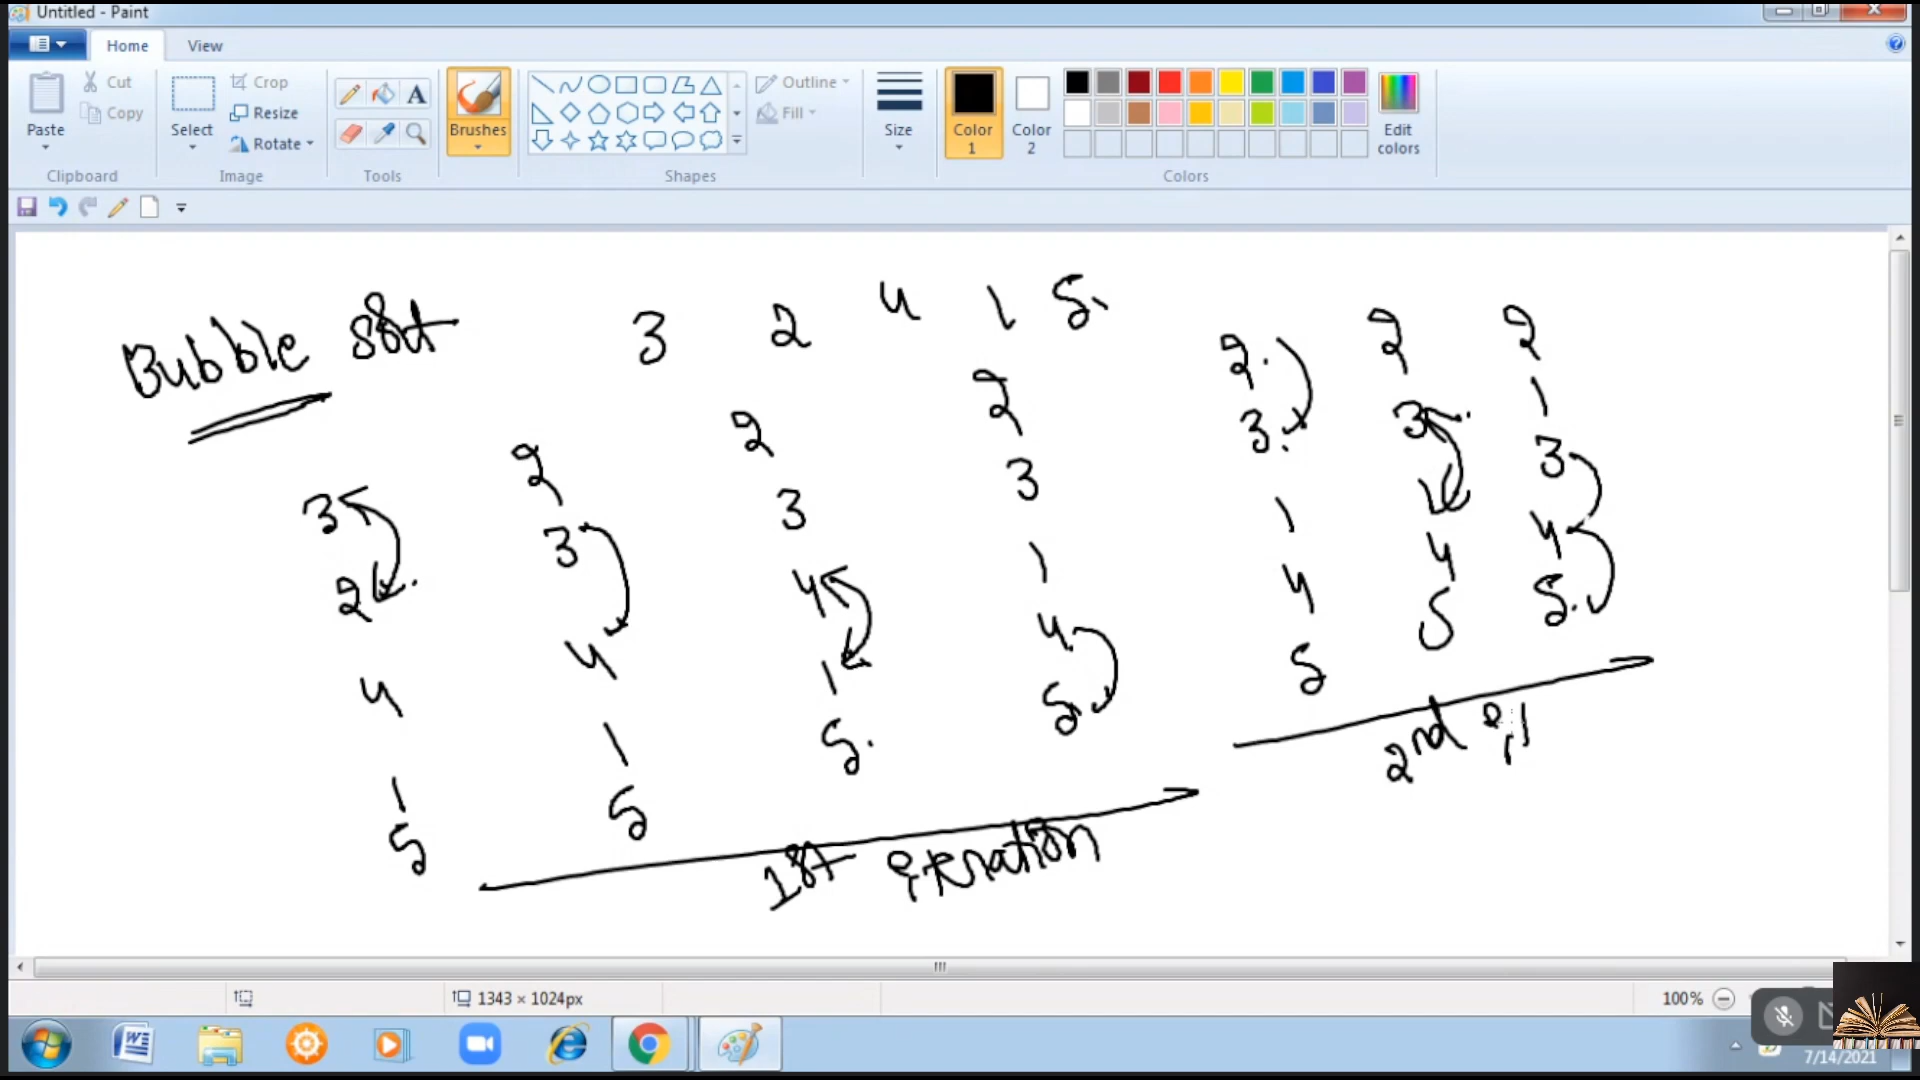 Untitled - Paint
Home View
Paste
Cut
Copy
Clipboard
Select
Crop
Resize
Rotate
Image
A
Tools
Brushes
Shapes
Outline
Fill
Size
Color 1
Color 2
Edit colors
Colors
Bubble sort
3 2 4 1 5.
3 2 4 1 5
2 3 4 1 5
2 3 4 1 5.
2 3 1 4 5.
1st iteration
2. 3. 1 4 5
2 3 1 4 5
2 1 3 4 5.
2nd
1343 × 1024px
100%
7/14/2021